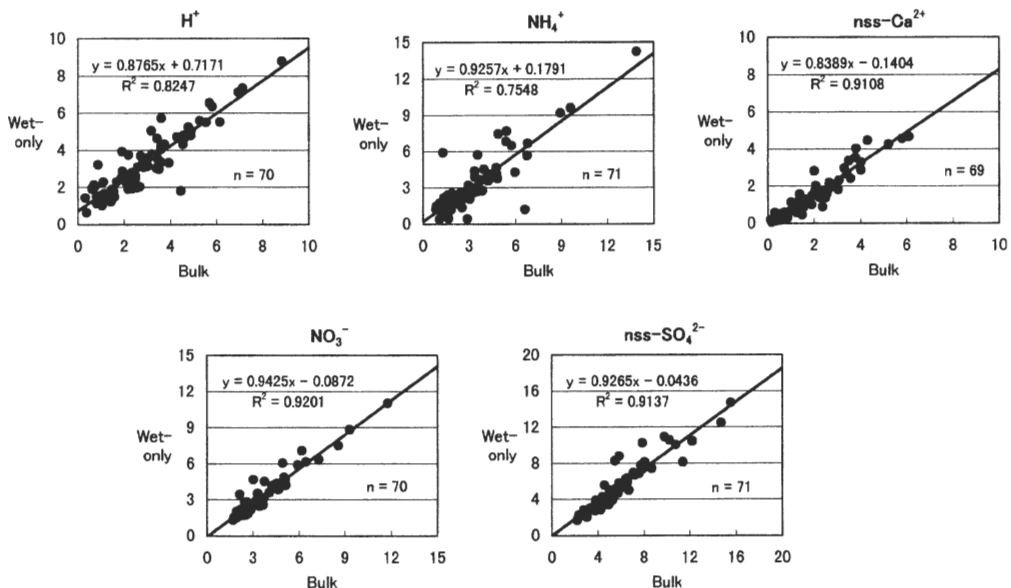 H⁺
10
8
6
4
2
0
y = 0.8765x + 0.7171
R² = 0.8247
n = 70
Wet-
only
0 2 4 6 8 10
Bulk
NH₄⁺
15
12
9
6
3
0
y = 0.9257x + 0.1791
R² = 0.7548
n = 71
Wet-
only
0 3 6 9 12 15
Bulk
nss-Ca²⁺
10
8
6
4
2
0
y = 0.8389x − 0.1404
R² = 0.9108
n = 69
Wet-
only
0 2 4 6 8 10
Bulk
NO₃⁻
15
12
9
6
3
0
y = 0.9425x − 0.0872
R² = 0.9201
n = 70
Wet-
only
0 3 6 9 12 15
Bulk
nss-SO₄²⁻
20
16
12
8
4
0
y = 0.9265x − 0.0436
R² = 0.9137
n = 71
Wet-
only
0 4 8 12 16 20
Bulk